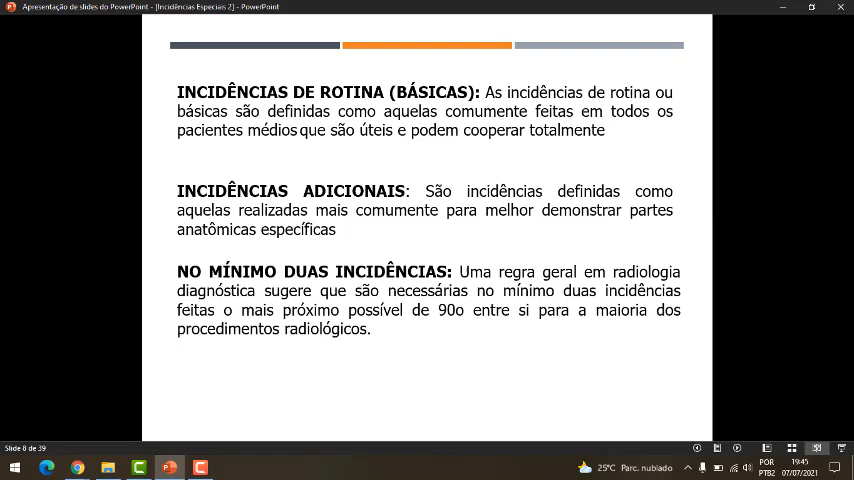 Apresentação de slides do PowerPoint - [Incidências Especiais 2] - PowerPoint
INCIDÊNCIAS DE ROTINA (BÁSICAS): As incidências de rotina ou
básicas são definidas como aquelas comumente feitas em todos os
pacientes médios que são úteis e podem cooperar totalmente
INCIDÊNCIAS ADICIONAIS: São incidências definidas como
aquelas realizadas mais comumente para melhor demonstrar partes
anatômicas específicas
NO MÍNIMO DUAS INCIDÊNCIAS: Uma regra geral em radiologia
diagnóstica sugere que são necessárias no mínimo duas incidências
feitas o mais próximo possível de 90o entre si para a maioria dos
procedimentos radiológicos.
Slide 8 de 39
25°C Parc. nublado
POR
PTB2
19:45
07/07/2021